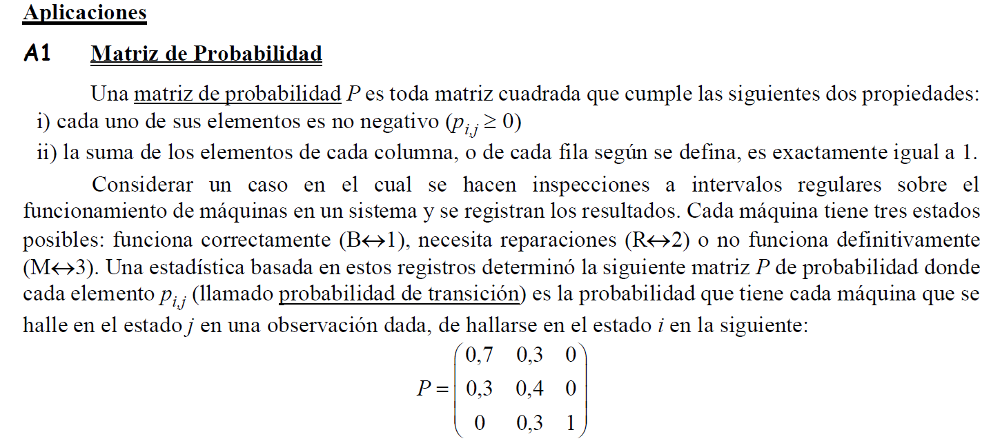 Aplicaciones
A1 Matriz de Probabilidad
Una matriz de probabilidad P es toda matriz cuadrada que cumple las siguientes dos propiedades:
i) cada uno de sus elementos es no negativo (p_{i,j} ≥ 0)
ii) la suma de los elementos de cada columna, o de cada fila según se defina, es exactamente igual a 1.
Considerar un caso en el cual se hacen inspecciones a intervalos regulares sobre el
funcionamiento de máquinas en un sistema y se registran los resultados. Cada máquina tiene tres estados
posibles: funciona correctamente (B↔1), necesita reparaciones (R↔2) o no funciona definitivamente
(M↔3). Una estadística basada en estos registros determinó la siguiente matriz P de probabilidad donde
cada elemento p_{i,j} (llamado probabilidad de transición) es la probabilidad que tiene cada máquina que se
halle en el estado j en una observación dada, de hallarse en el estado i en la siguiente:
0,7 0,3 0
P = 0,3 0,4 0
0 0,3 1